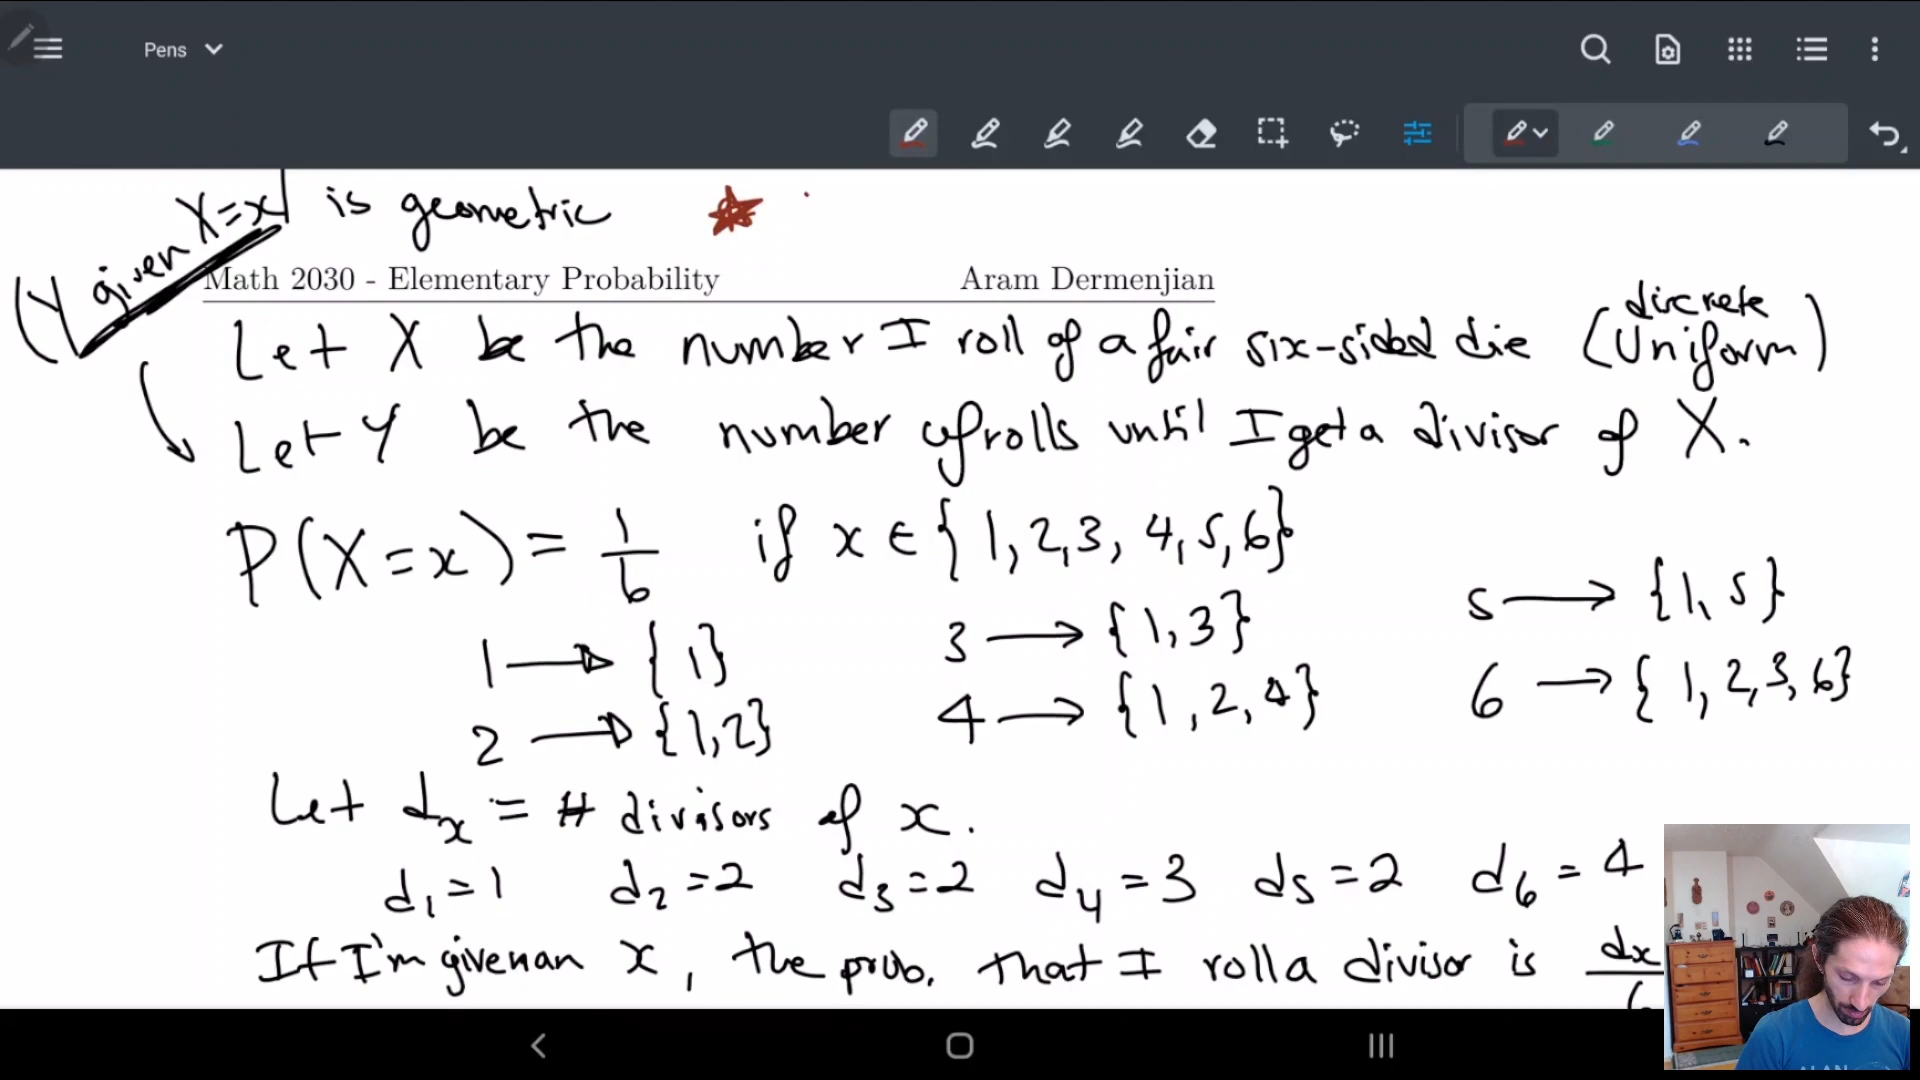 Pens
X=x) is geometric
(Y given
Math 2030 - Elementary Probability Aram Dermenjian
Let X be the number I roll of a fair six-sided die (discrete Uniform)
Let Y be the number of rolls until I get a divisor of X.
P(X=x) = 1/6 if x ∈ {1,2,3, 4,5,6}
1 → {1} 3 → {1,3} 5 → {1,5}
2 → {1,2} 4 → {1,2,4} 6 → {1,2,3,6}
Let dx = # divisors of x.
d1=1 d2=2 d3=2 d4=3 d5=2 d6=4
If I'm given an x, the prob. that I roll a divisor is dx/6